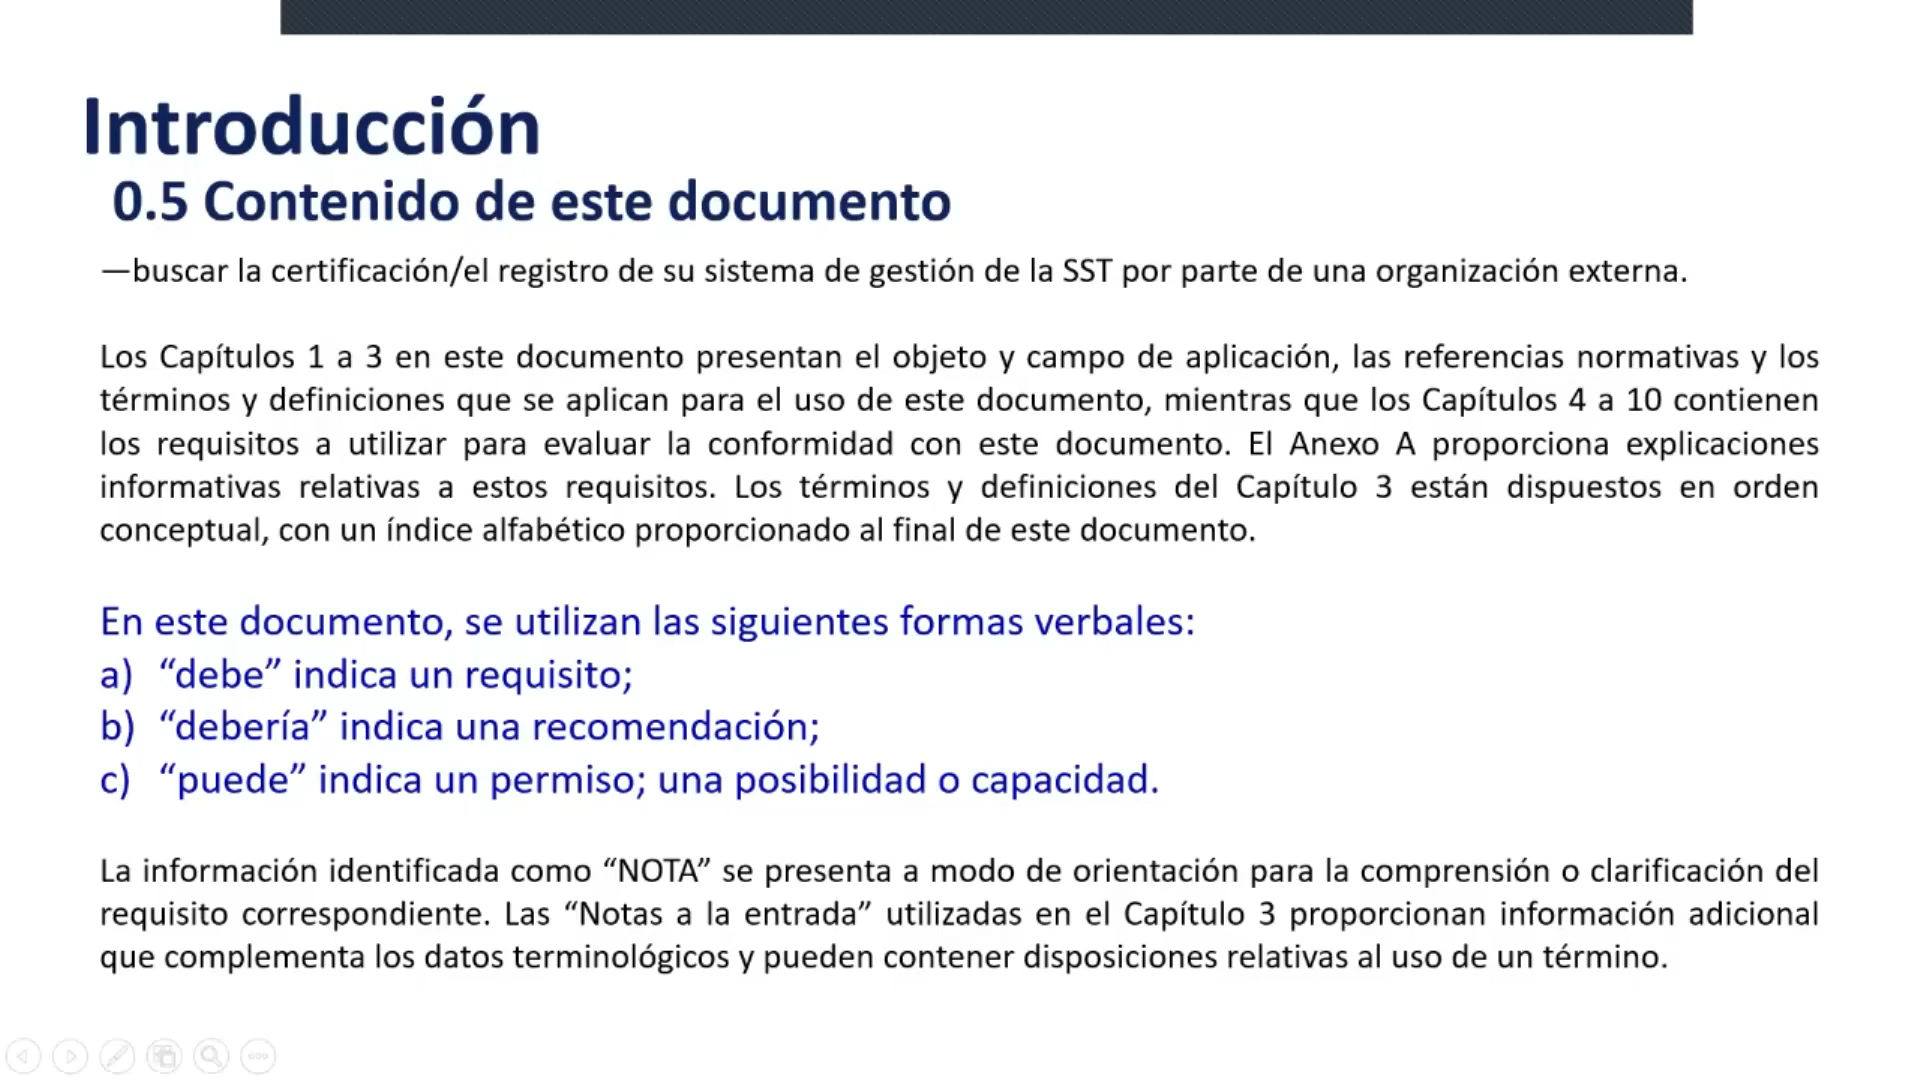 Introducción
0.5 Contenido de este documento
—buscar la certificación/el registro de su sistema de gestión de la SST por parte de una organización externa.
Los Capítulos 1 a 3 en este documento presentan el objeto y campo de aplicación, las referencias normativas y los
términos y definiciones que se aplican para el uso de este documento, mientras que los Capítulos 4 a 10 contienen
los requisitos a utilizar para evaluar la conformidad con este documento. El Anexo A proporciona explicaciones
informativas relativas a estos requisitos. Los términos y definiciones del Capítulo 3 están dispuestos en orden
conceptual, con un índice alfabético proporcionado al final de este documento.
En este documento, se utilizan las siguientes formas verbales:
a) “debe” indica un requisito;
b) “debería” indica una recomendación;
c) “puede” indica un permiso; una posibilidad o capacidad.
La información identificada como “NOTA” se presenta a modo de orientación para la comprensión o clarificación del
requisito correspondiente. Las “Notas a la entrada” utilizadas en el Capítulo 3 proporcionan información adicional
que complementa los datos terminológicos y pueden contener disposiciones relativas al uso de un término.